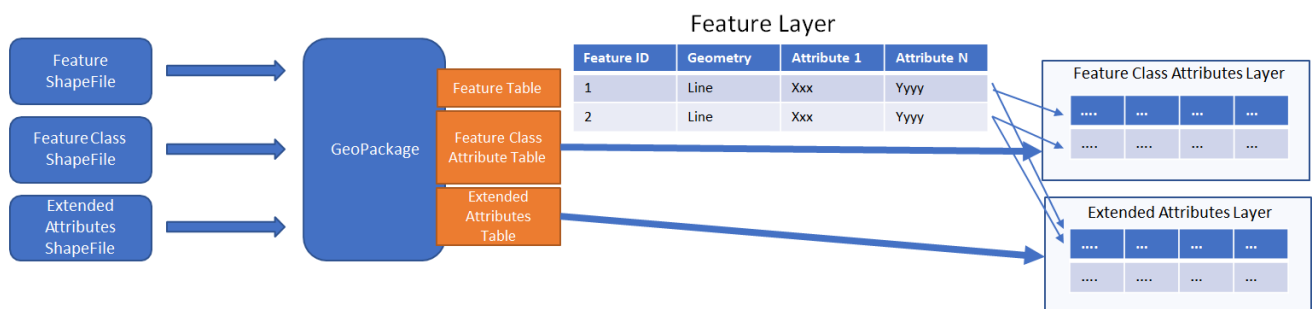 Feature Layer
Feature
ShapeFile
Feature Class
ShapeFile
Extended
Attributes
ShapeFile
GeoPackage
Feature Table
Feature Class
Attribute Table
Extended
Attributes
Table
Feature ID Geometry Attribute 1 Attribute N
1 Line Xxx Yyyy
2 Line Xxx Yyyy
Feature Class Attributes Layer
.... ... ... ...
.... .... ... ...
Extended Attributes Layer
.... ... ... ...
.... .... ... ...